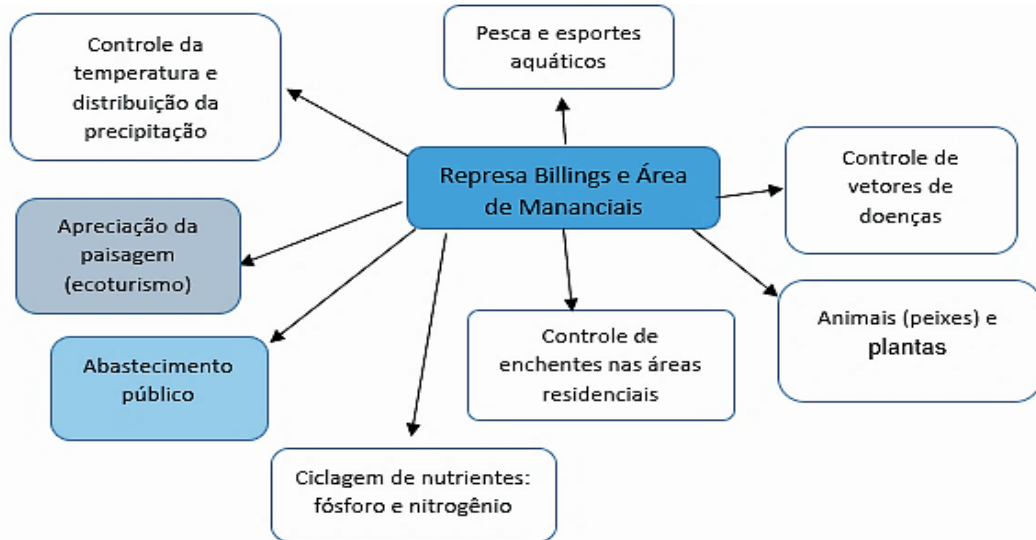 Controle da
temperatura e
distribuição da
precipitação
Pesca e esportes
aquáticos
Represa Billings e Área
de Mananciais
Controle de
vetores de
doenças
Apreciação da
paisagem
(ecoturismo)
Animais (peixes) e
plantas
Controle de
enchentes nas áreas
residenciais
Abastecimento
público
Ciclagem de nutrientes:
fósforo e nitrogênio